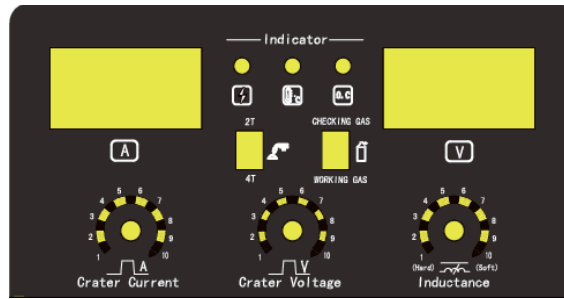 Indicator
°C
O.C
2T
CHECKING GAS
A
V
4T
WORKING GAS
1 2 3 4 5 6 7 8 9 10
1 2 3 4 5 6 7 8 9 10
1 2 3 4 5 6 7 8 9 10
A
V
(Hard) (Soft)
Crater Current
Crater Voltage
Inductance